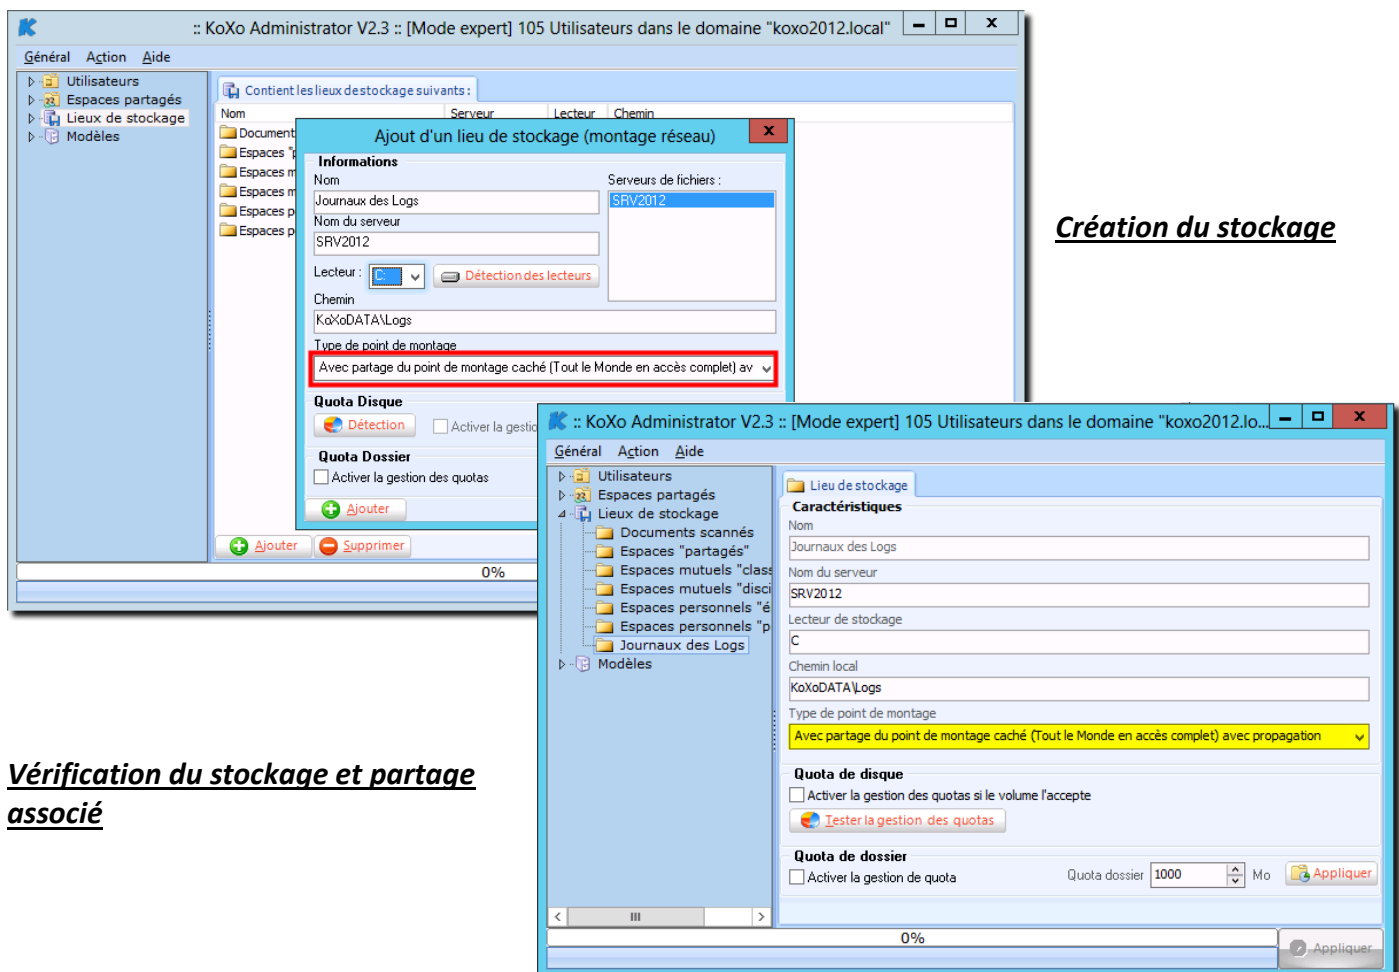 :: KoXo Administrator V2.3 :: [Mode expert] 105 Utilisateurs dans le domaine "koxo2012.local"
Général Action Aide
Utilisateurs
Espaces partagés
Lieux de stockage
Modèles
Contient les lieux de stockage suivants :
Nom Serveur Lecteur Chemin
Document
Espaces "p
Espaces m
Espaces m
Espaces p
Espaces p
Ajouter Supprimer
0%
Ajout d'un lieu de stockage (montage réseau)
Informations
Nom
Journaux des Logs
Nom du serveur
SRV2012
Serveurs de fichiers :
SRV2012
Lecteur : C: Détection des lecteurs
Chemin
KoXoDATA\Logs
Type de point de montage
Avec partage du point de montage caché (Tout le Monde en accès complet) av
Quota Disque
Détection Activer la gestio
Quota Dossier
Activer la gestion des quotas
Ajouter
Création du stockage
:: KoXo Administrator V2.3 :: [Mode expert] 105 Utilisateurs dans le domaine "koxo2012.lo...
Général Action Aide
Utilisateurs
Espaces partagés
Lieux de stockage
Documents scannés
Espaces "partagés"
Espaces mutuels "class
Espaces mutuels "disci
Espaces personnels "é
Espaces personnels "p
Journaux des Logs
Modèles
Lieu de stockage
Caractéristiques
Nom
Journaux des Logs
Nom du serveur
SRV2012
Lecteur de stockage
C
Chemin local
KoXoDATA\Logs
Type de point de montage
Avec partage du point de montage caché (Tout le Monde en accès complet) avec propagation
Quota de disque
Activer la gestion des quotas si le volume l'accepte
Tester la gestion des quotas
Quota de dossier
Activer la gestion de quota Quota dossier 1000 Mo Appliquer
0%
Appliquer
Vérification du stockage et partage
associé